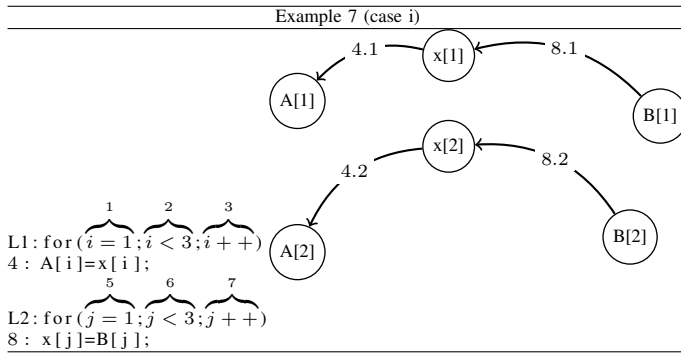 Example 7 (case i)
x[1]
4.1
8.1
A[1]
B[1]
x[2]
4.2
8.2
A[2]
B[2]
1 2 3
L1:for(i = 1;i < 3;i + +)
4: A[i]=x[i];
5 6 7
L2:for(j = 1;j < 3;j + +)
8: x[j]=B[j];